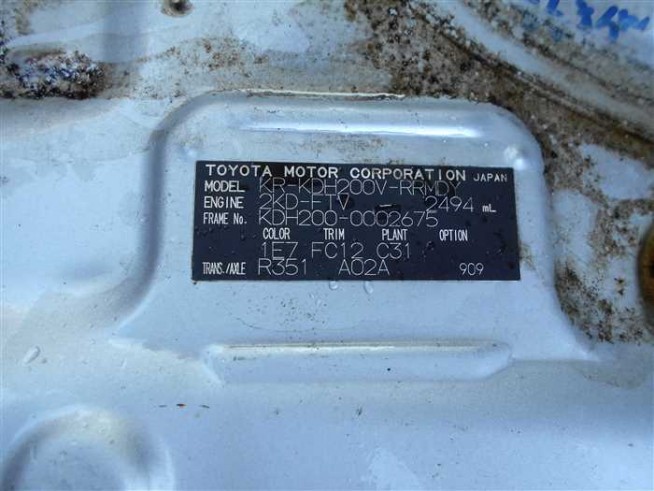 TOYOTA MOTOR CORPORATION JAPAN
MODEL KR-KDH200V-RRMDY
ENGINE 2KD-FTV - 2494 mL
FRAME No. KDH200-0002675
COLOR TRIM PLANT OPTION
1E7 FC12 C31
TRANS./AXLE R351 A02A 909